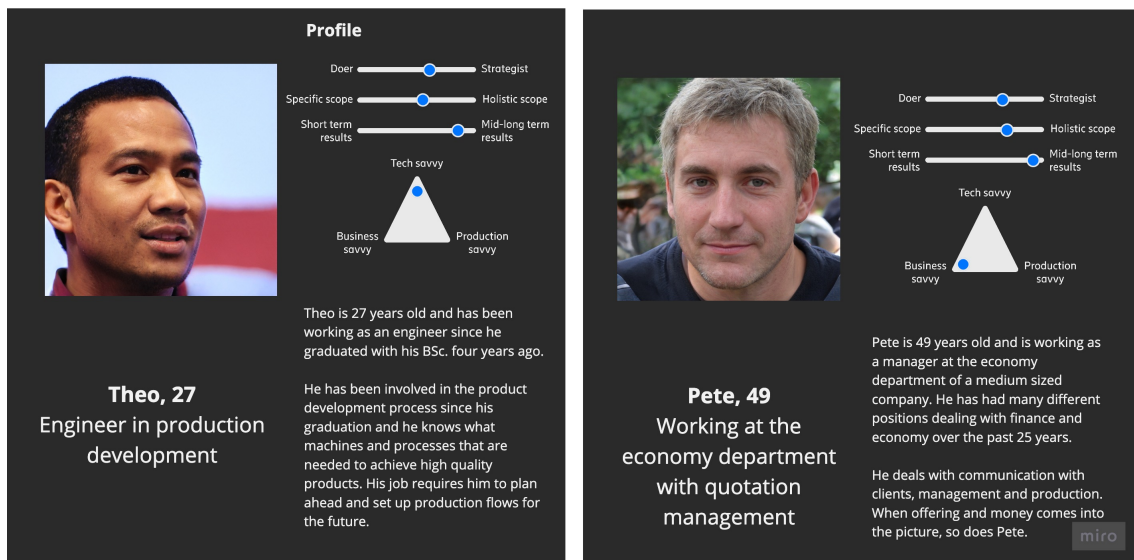 Profile
Doer
Strategist
Specific scope
Holistic scope
Short term
results
Mid-long term
results
Tech savvy
Business
savvy
Production
savvy
Theo is 27 years old and has been
working as an engineer since he
graduated with his BSc. four years ago.
He has been involved in the product
development process since his
graduation and he knows what
machines and processes that are
needed to achieve high quality
products. His job requires him to plan
ahead and set up production flows for
the future.
Theo, 27
Engineer in production
development
Doer
Strategist
Specific scope
Holistic scope
Short term
results
Mid-long term
results
Tech savvy
Business
savvy
Production
savvy
Pete is 49 years old and is working as
a manager at the economy
department of a medium sized
company. He has had many different
positions dealing with finance and
economy over the past 25 years.
He deals with communication with
clients, management and production.
When offering and money comes into
the picture, so does Pete.
Pete, 49
Working at the
economy department
with quotation
management
miro